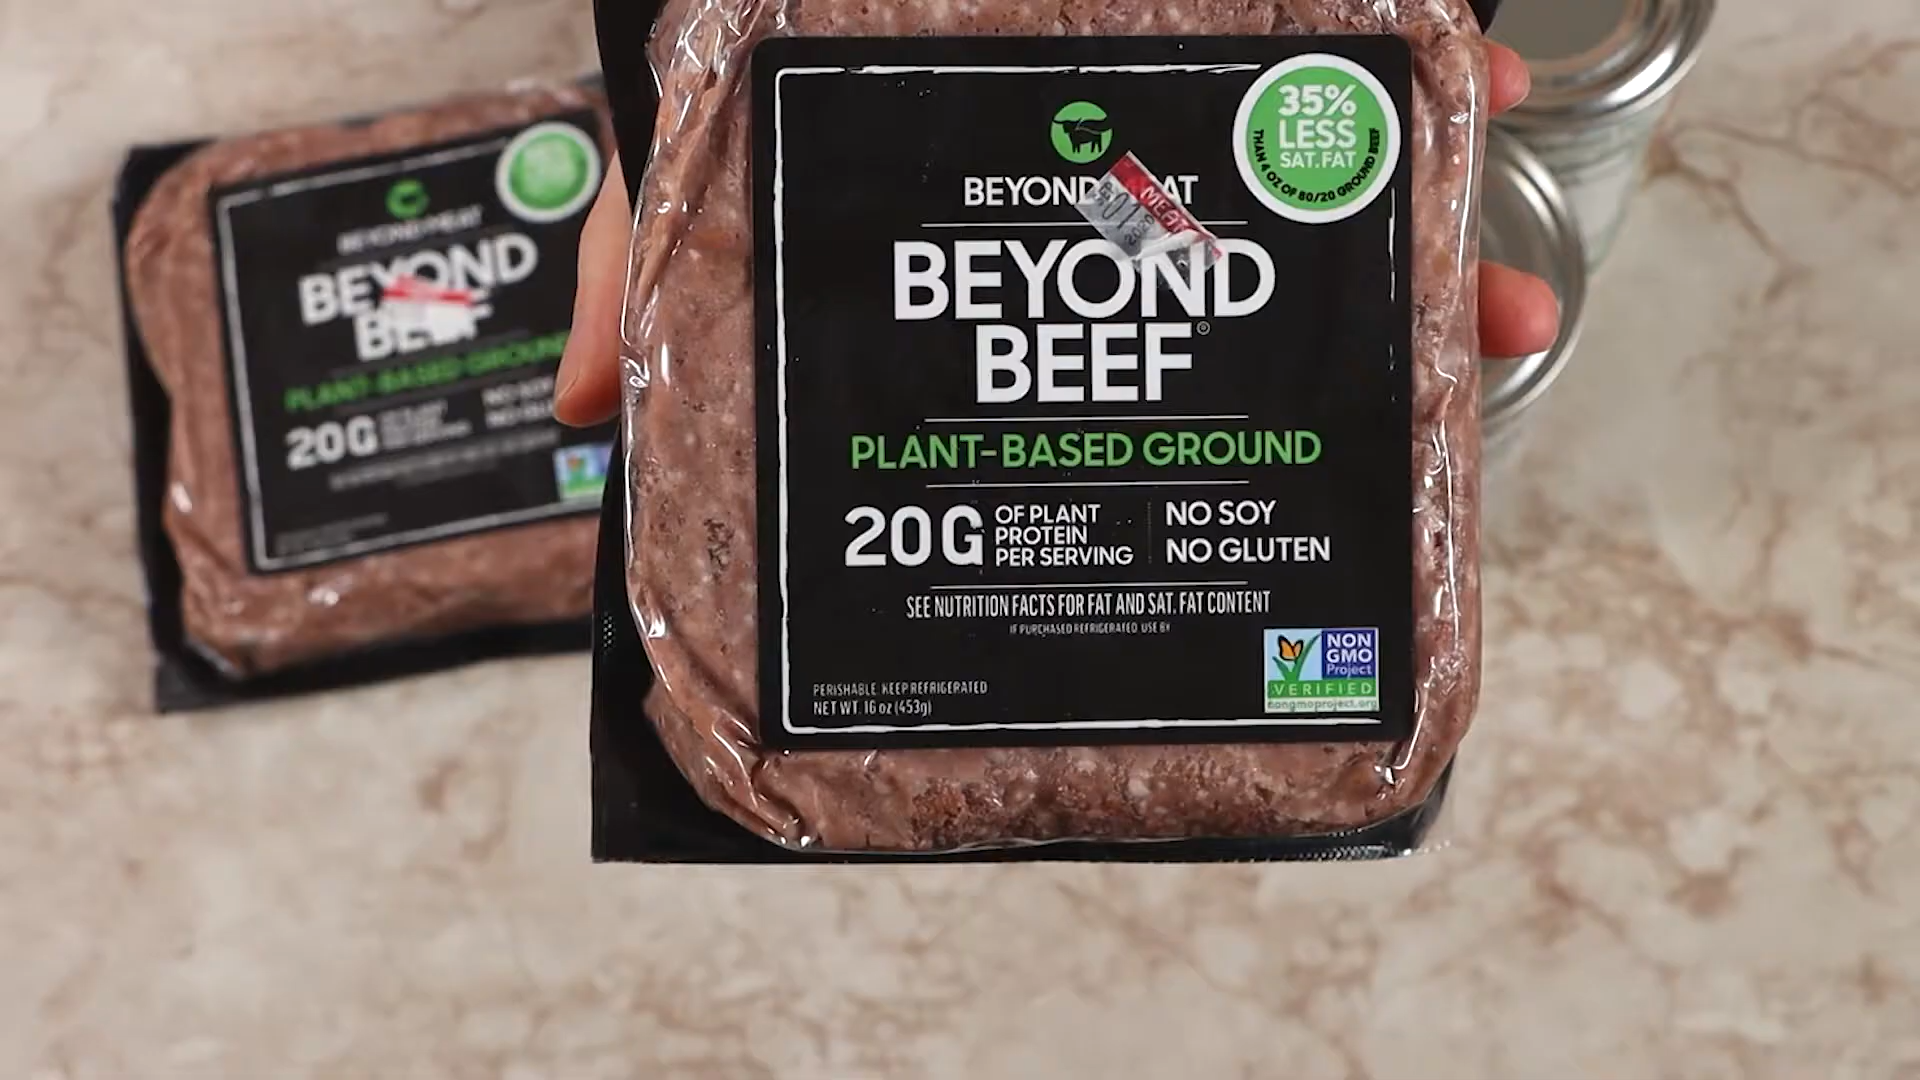 35%
LESS
SAT. FAT
THAN 4 OZ OF 80/20 GROUND BEEF
BEYOND
MEAT
01
2020
BEYOND
BEEF®
PLANT-BASED GROUND
20G OF PLANT PROTEIN PER SERVING
NO SOY
NO GLUTEN
SEE NUTRITION FACTS FOR FAT AND SAT. FAT CONTENT
IF PURCHASED REFRIGERATED, USE BY
PERISHABLE. KEEP REFRIGERATED
NET WT. 16 oz (453g)
NON
GMO
Project
VERIFIED
nongmoproject.org
BEYOND MEAT
BEYOND
BEEF
PLANT-BASED GROUND
20G